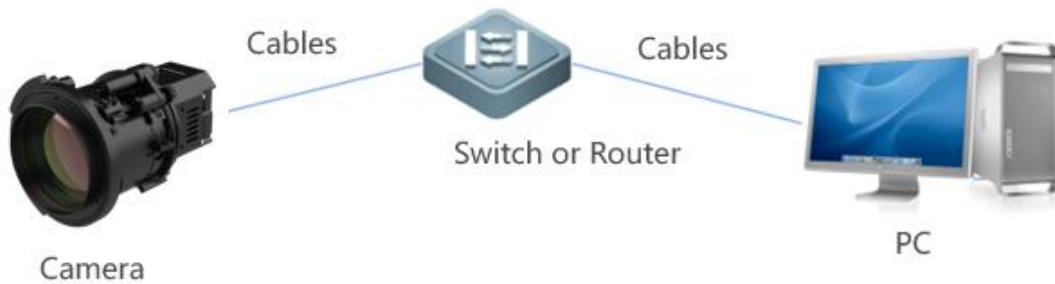 Cables
Cables
Switch or Router
PC
Camera